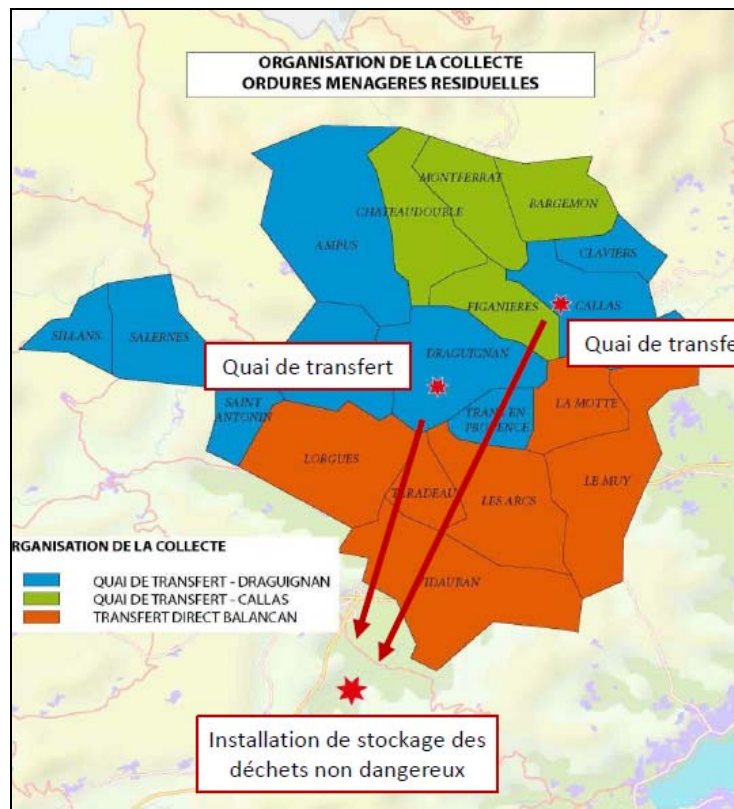 ORGANISATION DE LA COLLECTE
ORDURES MENAGERES RESIDUELLES
MONTFERRAT
BARGEMON
CHATEAUDOUBLE
AMPUS
CLAVIERS
FIGANIERES
CALLAS
SILLANS
SALERNES
Quai de transfert
DRAGUIGNAN
Quai de transfe
SAINT
ANTONIN
TRANS-EN-
PROVENCE
LA MOTTE
LORGUES
TARADEAU
LES ARCS
LE MUY
IDAUBAN
RGANISATION DE LA COLLECTE
QUAI DE TRANSFERT - DRAGUIGNAN
QUAI DE TRANSFERT - CALLAS
TRANSFERT DIRECT BALANCAN
Installation de stockage des
déchets non dangereux